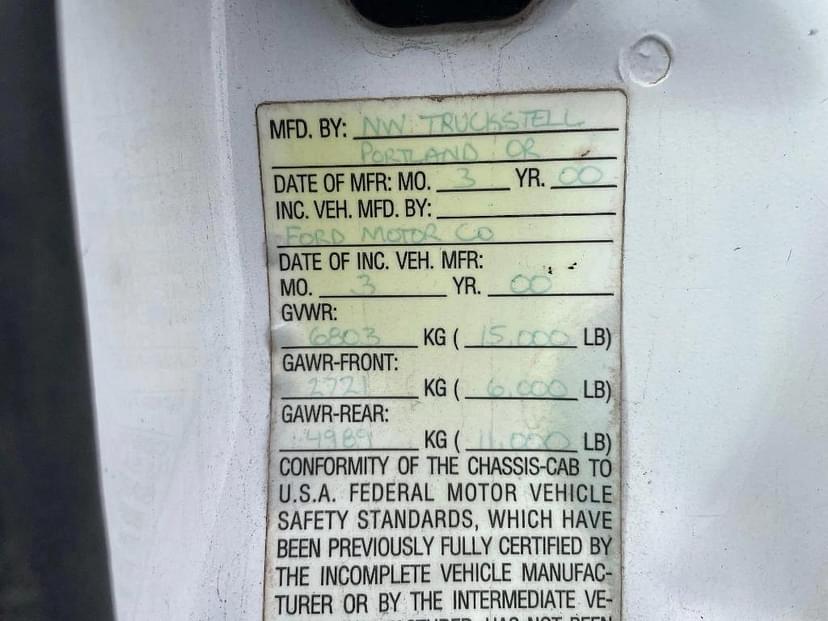 MFD. BY: NW TRUCKSTELL
PORTLAND OR
DATE OF MFR: MO. 3 YR. 00
INC. VEH. MFD. BY:
FORD MOTOR CO
DATE OF INC. VEH. MFR:
MO. 3 YR. 00
GVWR:
6803 KG ( 15,000 LB)
GAWR-FRONT:
2721 KG ( 6,000 LB)
GAWR-REAR:
4989 KG ( 11,000 LB)
CONFORMITY OF THE CHASSIS-CAB TO
U.S.A. FEDERAL MOTOR VEHICLE
SAFETY STANDARDS, WHICH HAVE
BEEN PREVIOUSLY FULLY CERTIFIED BY
THE INCOMPLETE VEHICLE MANUFAC-
TURER OR BY THE INTERMEDIATE VE-
HAS NOT BEEN